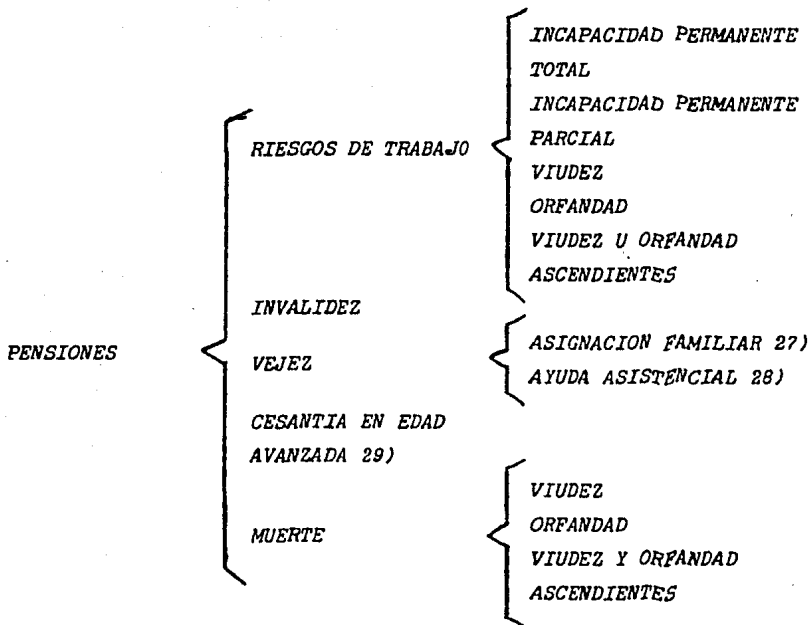 INCAPACIDAD PERMANENTE
TOTAL
INCAPACIDAD PERMANENTE
PARCIAL
VIUDEZ
ORFANDAD
VIUDEZ U ORFANDAD
ASCENDIENTES
RIESGOS DE TRABAJO
INVALIDEZ
PENSIONES
VEJEZ
ASIGNACION FAMILIAR 27)
AYUDA ASISTENCIAL 28)
CESANTIA EN EDAD
AVANZADA 29)
MUERTE
VIUDEZ
ORFANDAD
VIUDEZ Y ORFANDAD
ASCENDIENTES